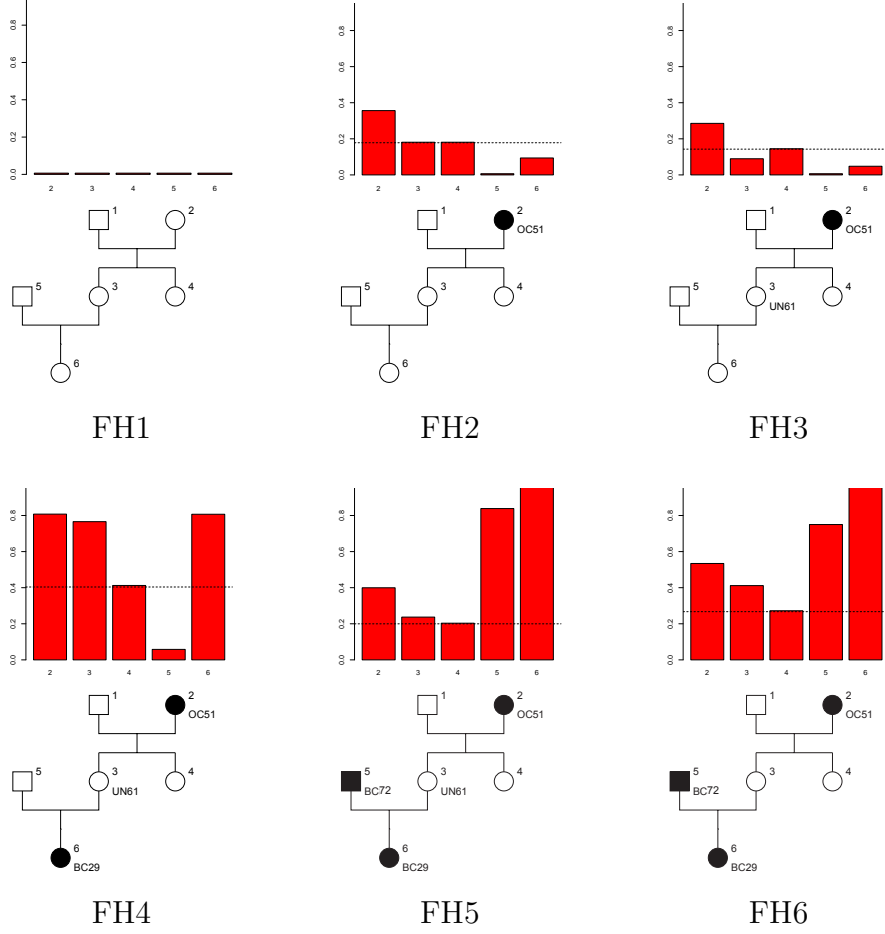 0.8 0.8 0.8
0.6 0.6 0.6
0.4 0.4 0.4
0.2 0.2 0.2
0.0 0.0 0.0
2 3 4 5 6 2 3 4 5 6 2 3 4 5 6
1 2 1 2 1 2
OC51 OC51
5 3 4 5 3 4 5 3 4
UN61
6 6 6
FH1 FH2 FH3
0.8 0.8 0.8
0.6 0.6 0.6
0.4 0.4 0.4
0.2 0.2 0.2
0.0 0.0 0.0
2 3 4 5 6 2 3 4 5 6 2 3 4 5 6
1 2 1 2 1 2
OC51 OC51 OC51
5 3 4 5 3 4 5 3 4
UN61 BC72 UN61 BC72
6 6 6
BC29 BC29 BC29
FH4 FH5 FH6